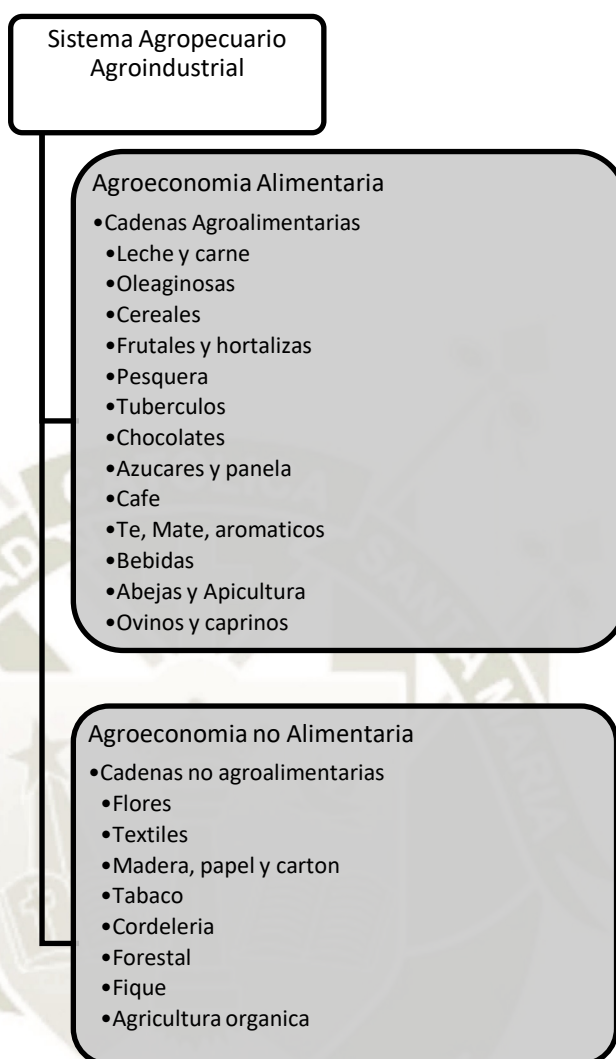 Sistema Agropecuario
Agroindustrial
Agroeconomia Alimentaria
•Cadenas Agroalimentarias
•Leche y carne
•Oleaginosas
•Cereales
•Frutales y hortalizas
•Pesquera
•Tuberculos
•Chocolates
•Azucares y panela
•Cafe
•Te, Mate, aromaticos
•Bebidas
•Abejas y Apicultura
•Ovinos y caprinos
Agroeconomia no Alimentaria
•Cadenas no agroalimentarias
•Flores
•Textiles
•Madera, papel y carton
•Tabaco
•Cordeleria
•Forestal
•Fique
•Agricultura organica